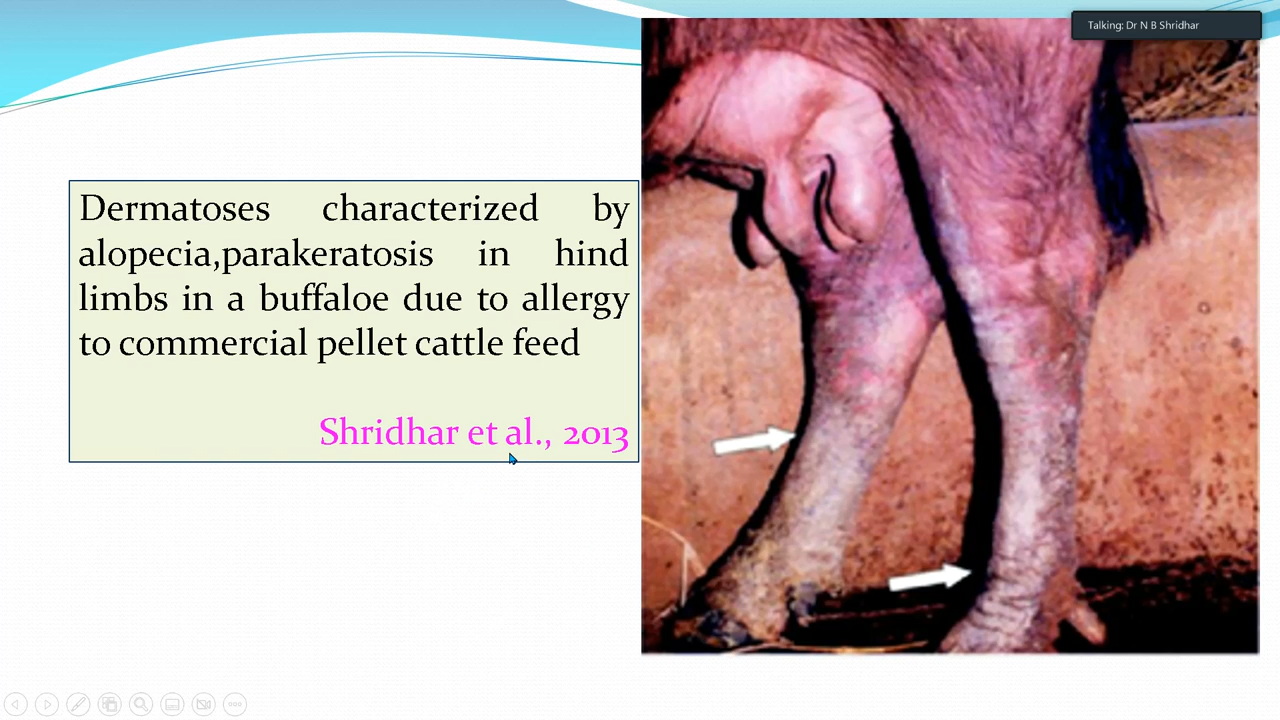 Talking: Dr N B Shridhar
Dermatoses characterized by
alopecia,parakeratosis in hind
limbs in a buffaloe due to allergy
to commercial pellet cattle feed
Shridhar et al., 2013